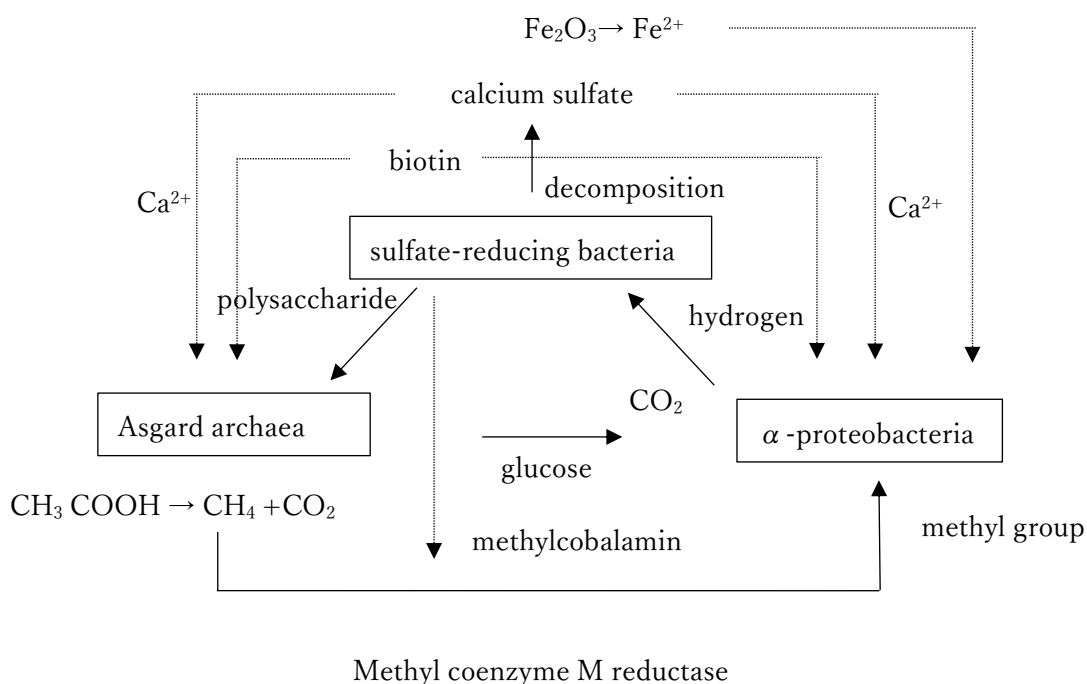 Fe₂O₃→ Fe²⁺
calcium sulfate
biotin
decomposition
Ca²⁺
Ca²⁺
sulfate-reducing bacteria
polysaccharide
hydrogen
CO₂
Asgard archaea
α-proteobacteria
glucose
CH₃ COOH → CH₄ +CO₂
methyl group
methylcobalamin
Methyl coenzyme M reductase